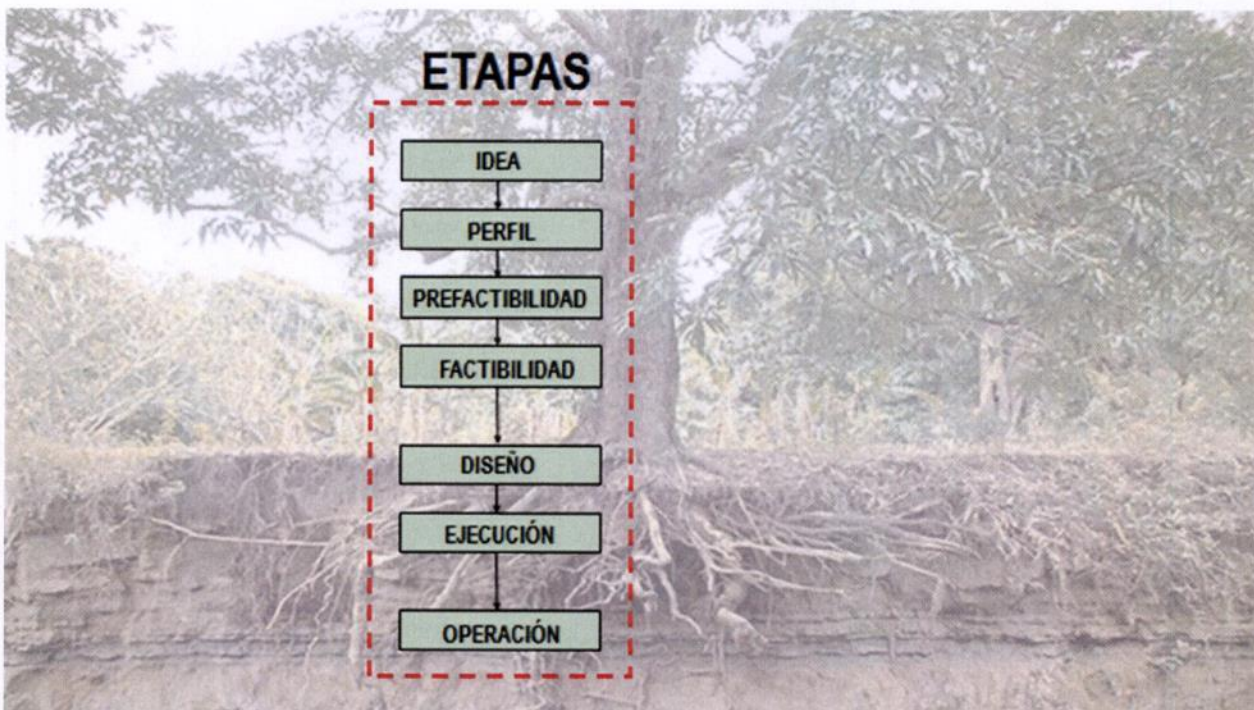 ETAPAS
IDEA
PERFIL
PREFACTIBILIDAD
FACTIBILIDAD
DISEÑO
EJECUCIÓN
OPERACIÓN